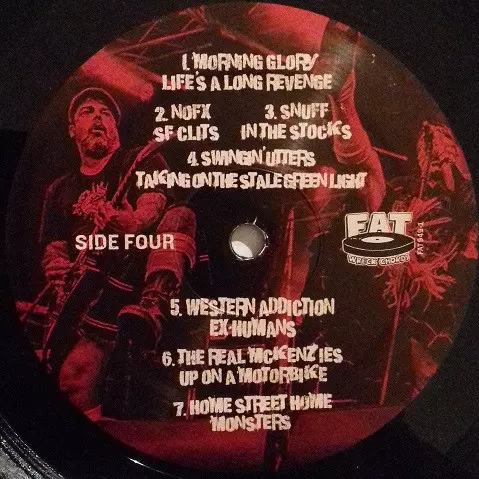 1. MORNING GLORY
LIFE'S A LONG REVENGE
2. NOFX 3. SNUFF
SF CLITS IN THE STOCKS
4. SWINGIN' UTTERS
TAKING ON THE STALE GREEN LIGHT
SIDE FOUR
FAT
WRECK CHORDS
5. WESTERN ADDICTION
EX-HUMANS
6. THE REAL MCKENZIES
UP ON A MOTORBIKE
7. HOME STREET HOME
MONSTERS